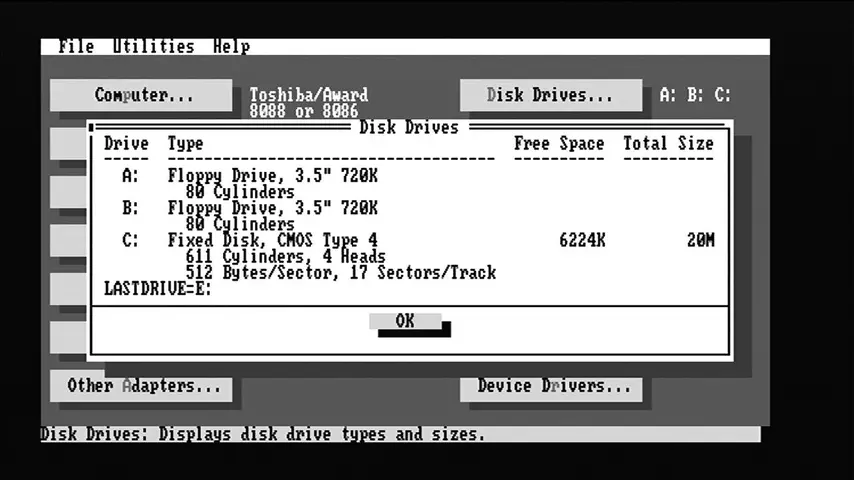 File Utilities Help
Computer... Toshiba/Award Disk Drives... A: B: C:
8088 or 8086
Disk Drives
Drive Type Free Space Total Size
A: Floppy Drive, 3.5" 720K
80 Cylinders
B: Floppy Drive, 3.5" 720K
80 Cylinders
C: Fixed Disk, CMOS Type 4 6224K 20M
611 Cylinders, 4 Heads
512 Bytes/Sector, 17 Sectors/Track
LASTDRIVE=E:
OK
Other Adapters... Device Drivers...
Disk Drives: Displays disk drive types and sizes.